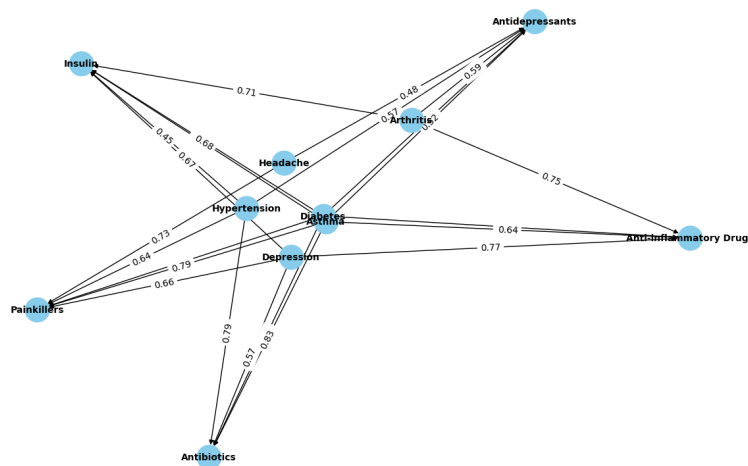 Antidepressants
Insulin
0.59
0.71
0.48
0.57
Arthritis
0.45
0.68
0.67
Headache
0.75
Hypertension
Diabetes
Asthma
0.64
0.73
Anti-Inflammatory Drug
0.77
Depression
0.64
0.79
0.66
Painkillers
0.79
0.83
0.57
Antibiotics